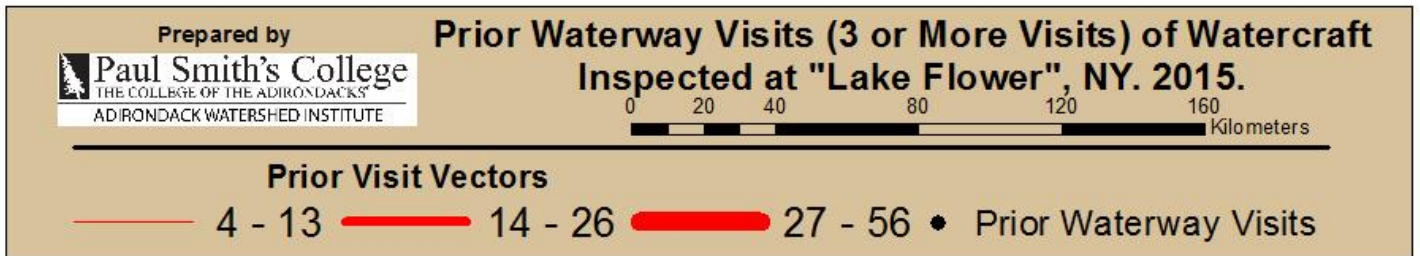 Prepared by
Paul Smith's College
THE COLLEGE OF THE ADIRONDACKS
ADIRONDACK WATERSHED INSTITUTE
Prior Waterway Visits (3 or More Visits) of Watercraft
Inspected at "Lake Flower", NY. 2015.
0 20 40 80 120 160
Kilometers
Prior Visit Vectors
4 - 13 14 - 26 27 - 56 Prior Waterway Visits